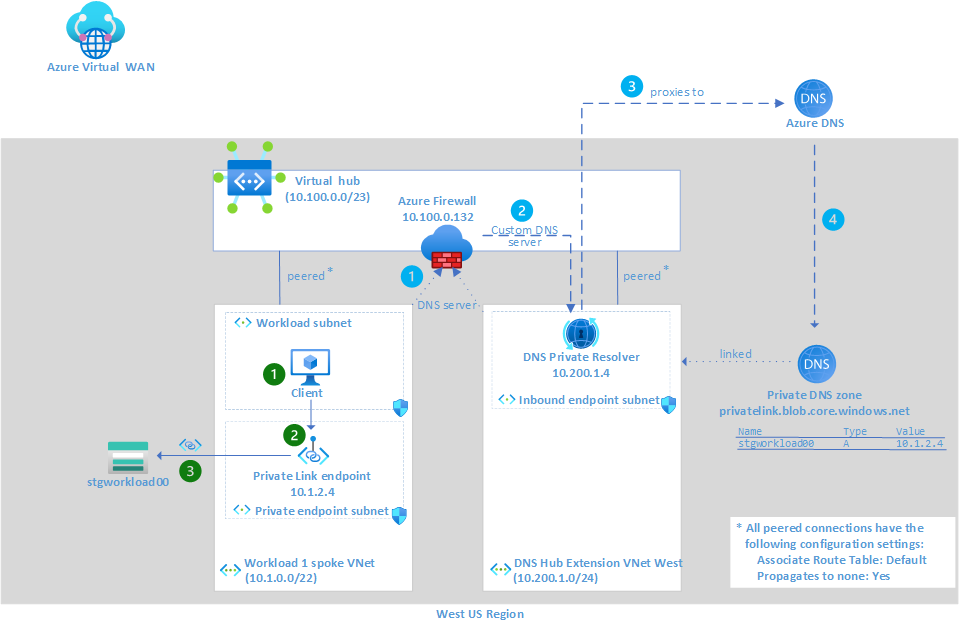 Azure Virtual WAN
3
proxies to
DNS
Azure DNS
Virtual hub
(10.100.0.0/23)
Azure Firewall
10.100.0.132
2
Custom DNS
server
4
1
peered *
peered *
DNS server
Workload subnet
1
Client
2
3
stgworkload00
Private Link endpoint
10.1.2.4
Private endpoint subnet
Workload 1 spoke VNet
(10.1.0.0/22)
DNS Private Resolver
10.200.1.4
Inbound endpoint subnet
DNS Hub Extension VNet West
(10.200.1.0/24)
linked
DNS
Private DNS zone
privatelink.blob.core.windows.net
Name Type Value
stgworkload00 A 10.1.2.4
* All peered connections have the
following configuration settings:
Associate Route Table: Default
Propagates to none: Yes
West US Region